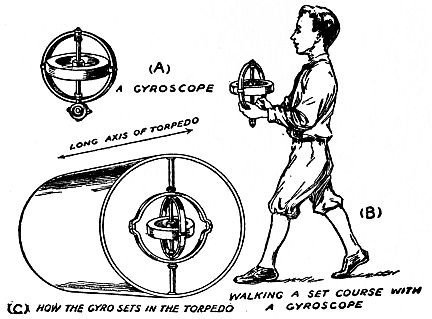 (A)
A GYROSCOPE
LONG AXIS OF TORPEDO
(B)
WALKING A SET COURSE WITH
A GYROSCOPE
(C) HOW THE GYRO SETS IN THE TORPEDO